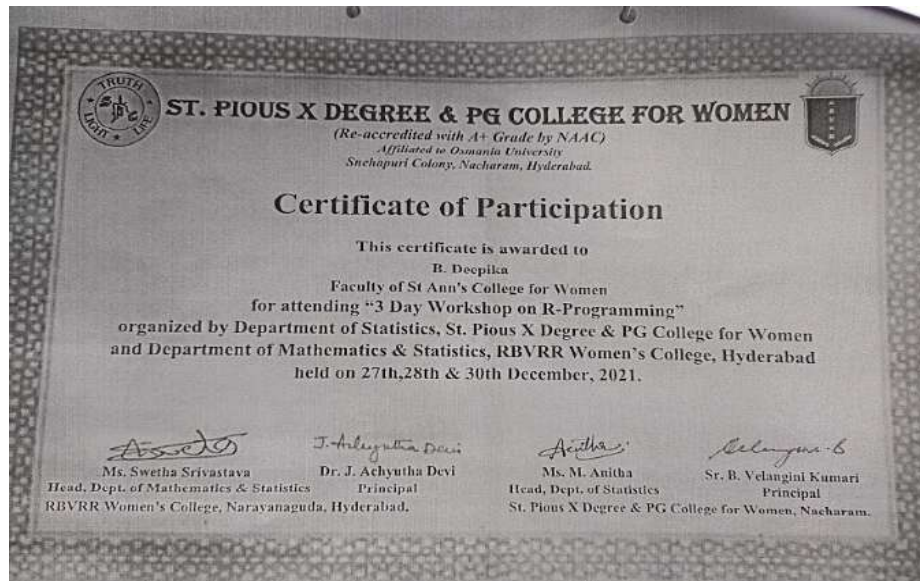 TRUTH
LIGHT
LIFE
ST. PIOUS X DEGREE & PG COLLEGE FOR WOMEN
(Re-accredited with A+ Grade by NAAC)
Affiliated to Osmania University
Snehapuri Colony, Nacharam, Hyderabad.
Certificate of Participation
This certificate is awarded to
B. Deepika
Faculty of St Ann's College for Women
for attending “3 Day Workshop on R-Programming”
organized by Department of Statistics, St. Pious X Degree & PG College for Women
and Department of Mathematics & Statistics, RBVRR Women's College, Hyderabad
held on 27th,28th & 30th December, 2021.
J. Achyutha Devi
Anitha
Ms. Swetha Srivastava
Head, Dept. of Mathematics & Statistics
Dr. J. Achyutha Devi
Principal
RBVRR Women's College, Narayanaguda, Hyderabad.
Ms. M. Anitha
Head, Dept. of Statistics
Sr. B. Velangini Kumari
Principal
St. Pious X Degree & PG College for Women, Nacharam.